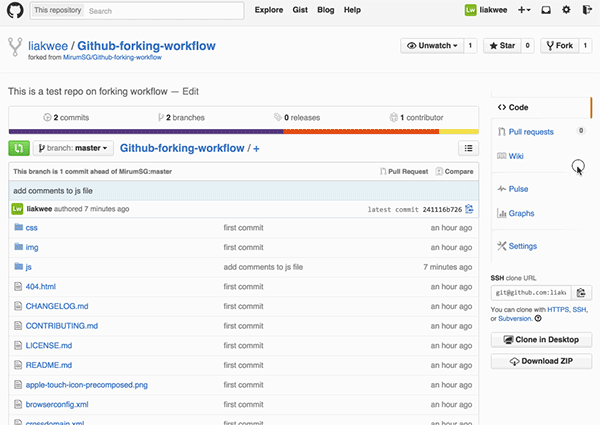 This repository Search Explore Gist Blog Help liakwee
liakwee / Github-forking-workflow Unwatch 1 Star 0 Fork 1
forked from MirumSG/Github-forking-workflow
This is a test repo on forking workflow — Edit
2 commits 2 branches 0 releases 1 contributor
branch: master Github-forking-workflow / +
This branch is 1 commit ahead of MirumSG:master Pull Request Compare
add comments to js file
Lw liakwee authored 7 minutes ago latest commit 241116b726
css first commit an hour ago
img first commit an hour ago
js add comments to js file 7 minutes ago
404.html first commit an hour ago
CHANGELOG.md first commit an hour ago
CONTRIBUTING.md first commit an hour ago
LICENSE.md first commit an hour ago
README.md first commit an hour ago
apple-touch-icon-precomposed.png first commit an hour ago
browserconfig.xml first commit an hour ago
crossdomain.xml first commit an hour ago
Code
Pull requests 0
Wiki
Pulse
Graphs
Settings
SSH clone URL
git@github.com:liakw
You can clone with HTTPS, SSH,
or Subversion.
Clone in Desktop
Download ZIP